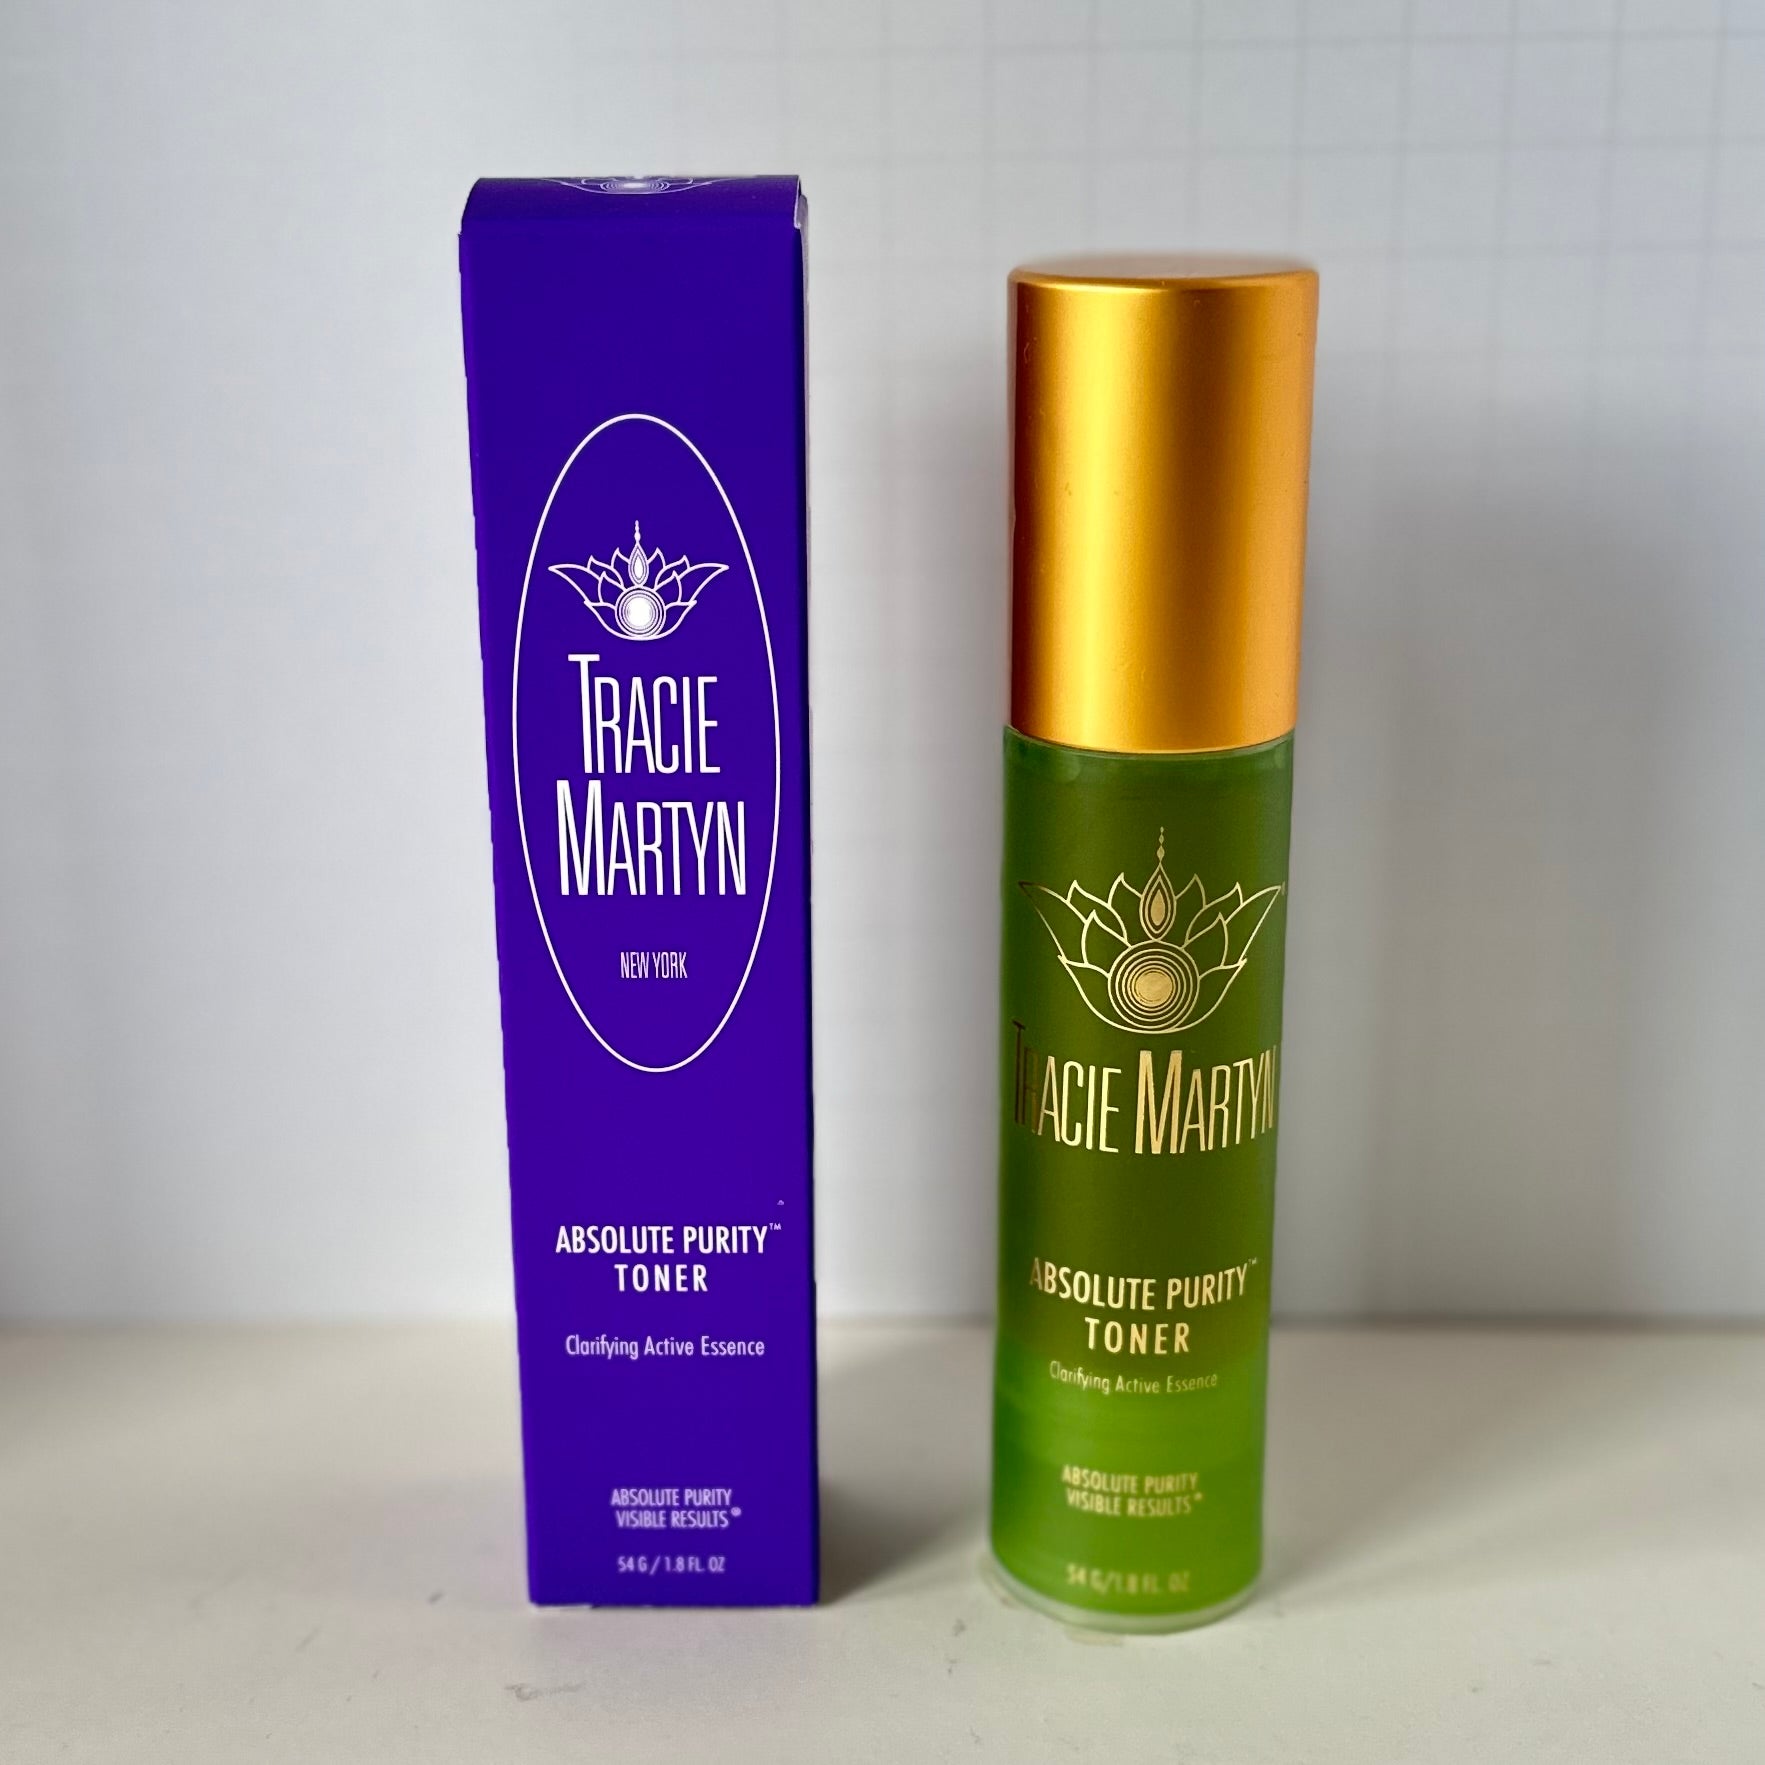 TRACIE
MARTYN
NEW YORK
ABSOLUTE PURITY™
TONER
Clarifying Active Essence
ABSOLUTE PURITY
VISIBLE RESULTS®
54 G / 1.8 FL. OZ
TRACIE MARTYN
ABSOLUTE PURITY™
TONER
Clarifying Active Essence
ABSOLUTE PURITY
VISIBLE RESULTS®
54 G/1.8 FL. OZ